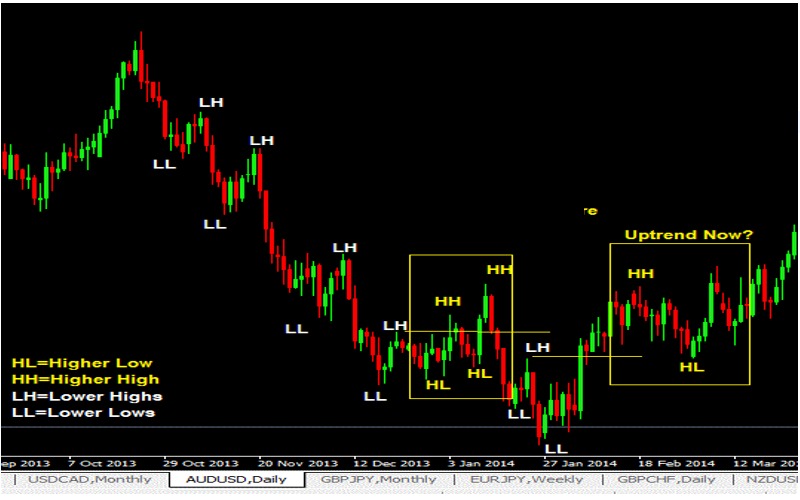 LH
LL
LH
LL
re
Uptrend Now?
LH
HH
HH
HH
LL
LH
LH
HL
HL
HL
LL
LL
LL
HL=Higher Low
HH=Higher High
LH=Lower Highs
LL=Lower Lows
ep 2013 7 Oct 2013 29 Oct 2013 20 Nov 2013 12 Dec 2013 3 Jan 2014 27 Jan 2014 18 Feb 2014 12 Mar 20
USDCAD,Monthly AUDUSD,Daily GBPJPY,Monthly EURJPY,Weekly GBPCHF,Daily NZDUS